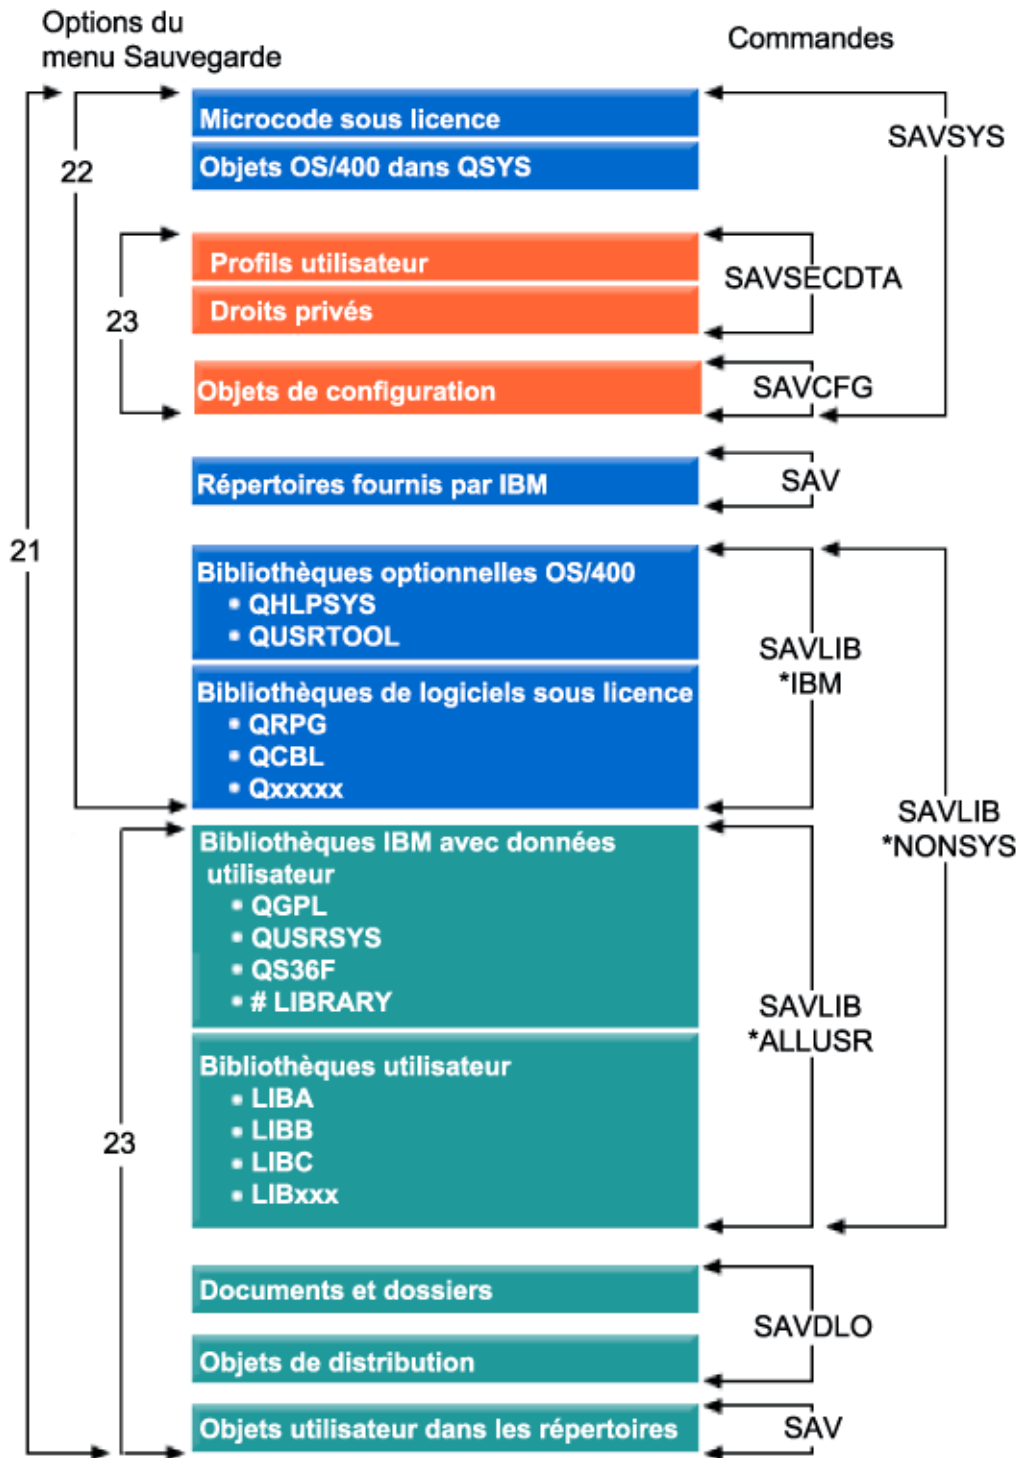 Options du
menu Sauvegarde
Commandes
Microcode sous licence
Objets OS/400 dans QSYS
SAVSYS
22
Profils utilisateur
Droits privés
SAVSECDTA
23
Objets de configuration
SAVCFG
Répertoires fournis par IBM
SAV
21
Bibliothèques optionnelles OS/400
• QHLPSYS
• QUSRTOOL
SAVLIB
*IBM
Bibliothèques de logiciels sous licence
• QRPG
• QCBL
• Qxxxxx
SAVLIB
*NONSYS
Bibliothèques IBM avec données
utilisateur
• QGPL
• QUSRSYS
• QS36F
• # LIBRARY
SAVLIB
*ALLUSR
Bibliothèques utilisateur
• LIBA
• LIBB
• LIBC
• LIBxxx
23
Documents et dossiers
SAVDLO
Objets de distribution
Objets utilisateur dans les répertoires
SAV